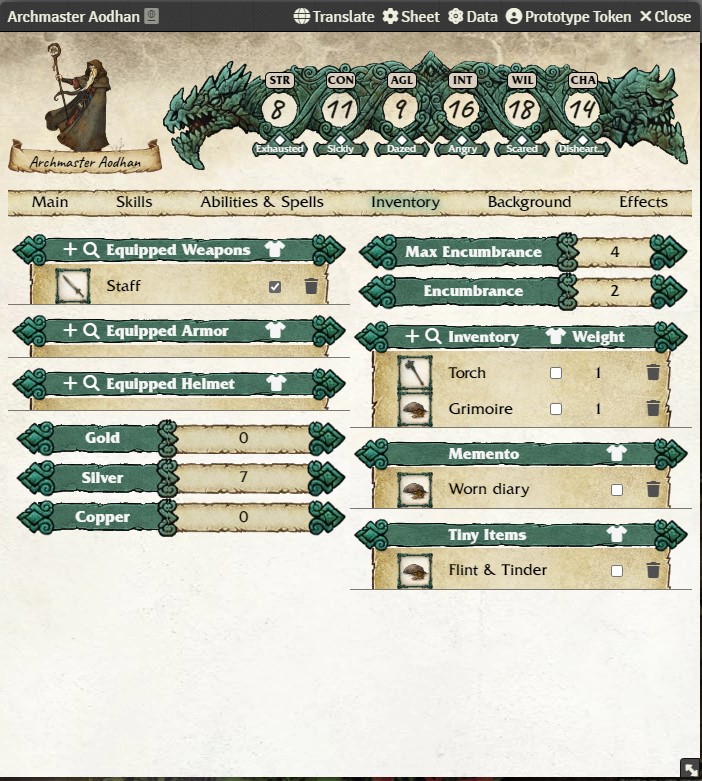 Archmaster Aodhan Translate Sheet Data Prototype Token Close
STR CON AGL INT WIL CHA
8 11 9 16 18 14
Exhausted Sickly Dazed Angry Scared Disheart...
Archmaster Aodhan
Main Skills Abilities & Spells Inventory Background Effects
Equipped Weapons
Staff
Equipped Armor
Equipped Helmet
Gold 0
Silver 7
Copper 0
Max Encumbrance 4
Encumbrance 2
Inventory Weight
Torch 1
Grimoire 1
Memento
Worn diary
Tiny Items
Flint & Tinder